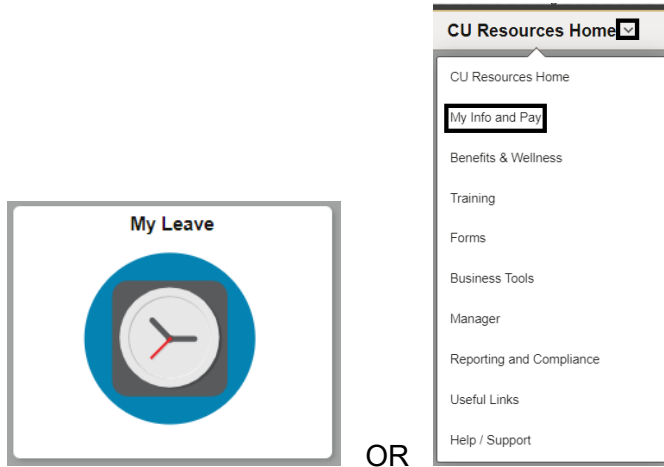 CU Resources Home
CU Resources Home
My Info and Pay
Benefits & Wellness
Training
Forms
Business Tools
Manager
Reporting and Compliance
Useful Links
Help / Support
My Leave
OR